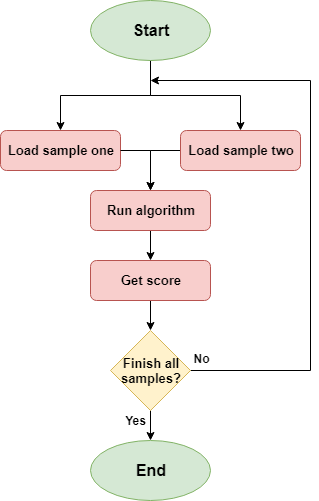 Start
Load sample one
Load sample two
Run algorithm
Get score
Finish all
samples?
No
Yes
End